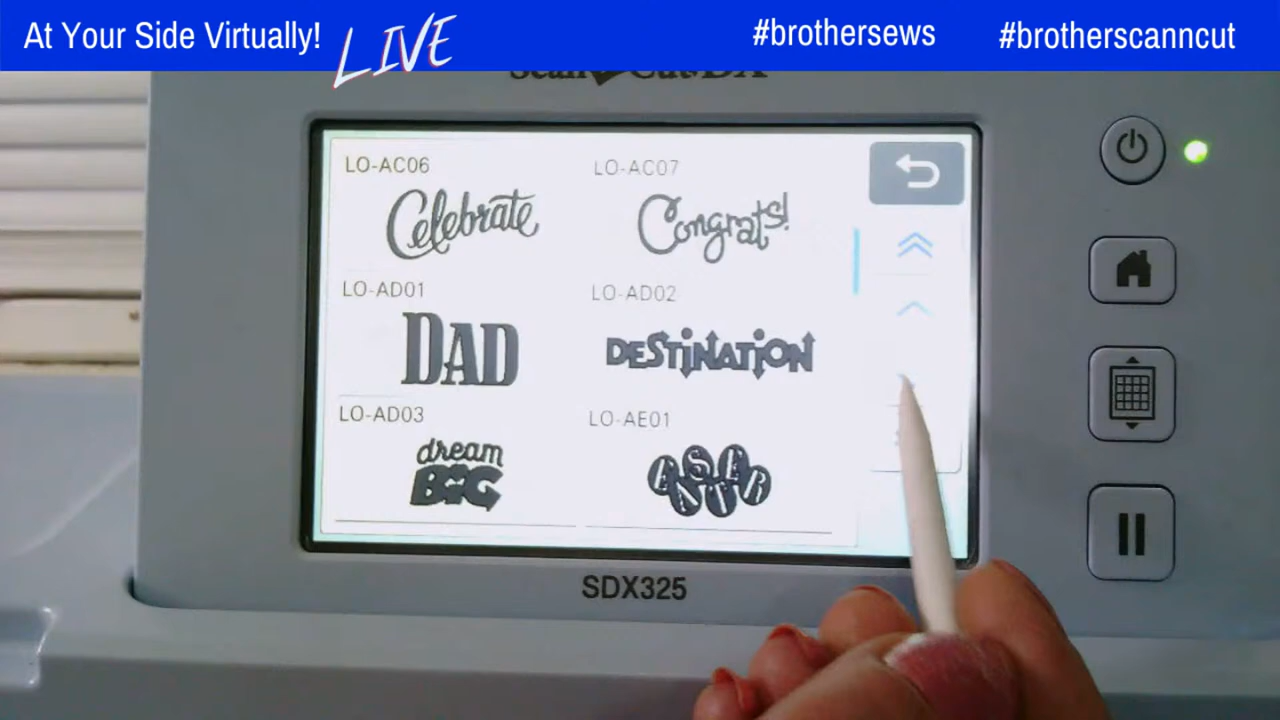 At Your Side Virtually! LIVE #brothersews #brotherscanncut
LO-AC06 LO-AC07
Celebrate Congrats!
LO-AD01 LO-AD02
DAD DESTINATION
LO-AD03 LO-AE01
dream
BIG EASTER
SDX325